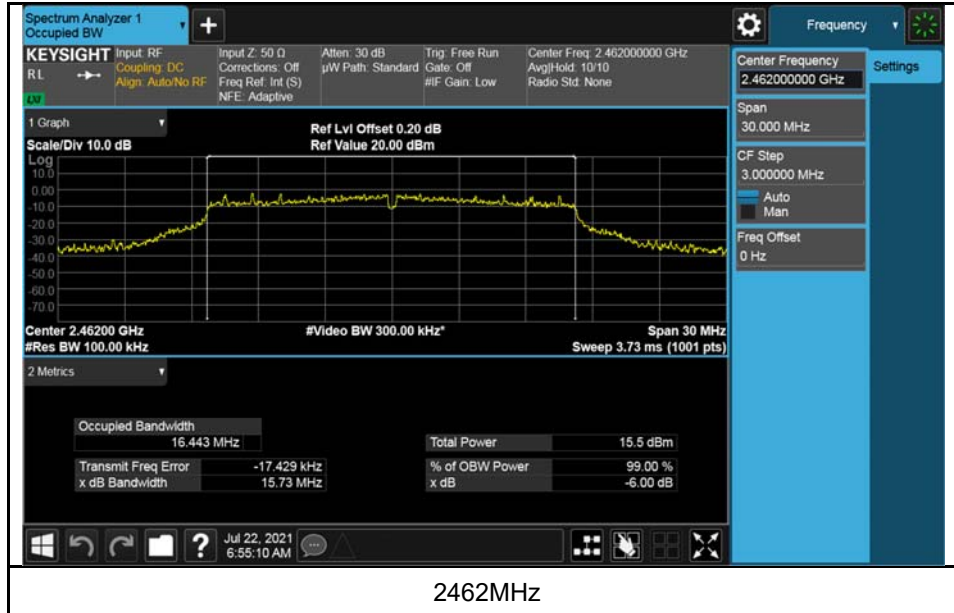 Spectrum Analyzer 1
Occupied BW
+
Frequency
KEYSIGHT
RL
LXI
Input: RF
Coupling: DC
Align: Auto/No RF
Input Z: 50 Ω
Corrections: Off
Freq Ref: Int (S)
NFE: Adaptive
Atten: 30 dB
µW Path: Standard
Trig: Free Run
Gate: Off
#IF Gain: Low
Center Freq: 2.462000000 GHz
Avg|Hold: 10/10
Radio Std: None
Center Frequency
2.462000000 GHz
Settings
Span
30.000 MHz
CF Step
3.000000 MHz
Auto
Man
Freq Offset
0 Hz
1 Graph
Scale/Div 10.0 dB
Ref Lvl Offset 0.20 dB
Ref Value 20.00 dBm
Log
10.0
0.00
-10.0
-20.0
-30.0
-40.0
-50.0
-60.0
-70.0
Center 2.46200 GHz
#Video BW 300.00 kHz*
Span 30 MHz
#Res BW 100.00 kHz
Sweep 3.73 ms (1001 pts)
2 Metrics
Occupied Bandwidth
16.443 MHz
Total Power 15.5 dBm
Transmit Freq Error -17.429 kHz
% of OBW Power 99.00 %
x dB Bandwidth 15.73 MHz
x dB -6.00 dB
?
Jul 22, 2021
6:55:10 AM
2462MHz